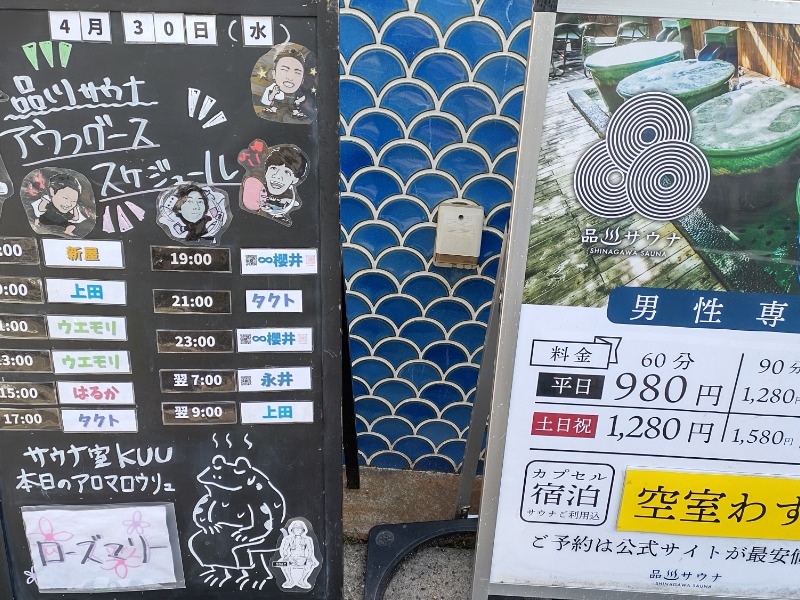 4月30日(水)
品川サウナ
アウフグース
スケジュール
:00 新屋
:00 上田
1:00 ウエモリ
13:00 ウエモリ
15:00 はるか
17:00 タクト
19:00 ∞櫻井
21:00 タクト
23:00 ∞櫻井
翌7:00 永井
翌9:00 上田
サウナ室KUU
本日のアロマロウリュ
ローズマリー
品川サウナ
SHINAGAWA SAUNA
男性専
料金 60分 90分
平日 980円 1,280円
土日祝 1,280円 1,580円
カプセル
宿泊
サウナご利用込
空室わず
ご予約は公式サイトが最安値
品川サウナ
SHINAGAWA SAUNA